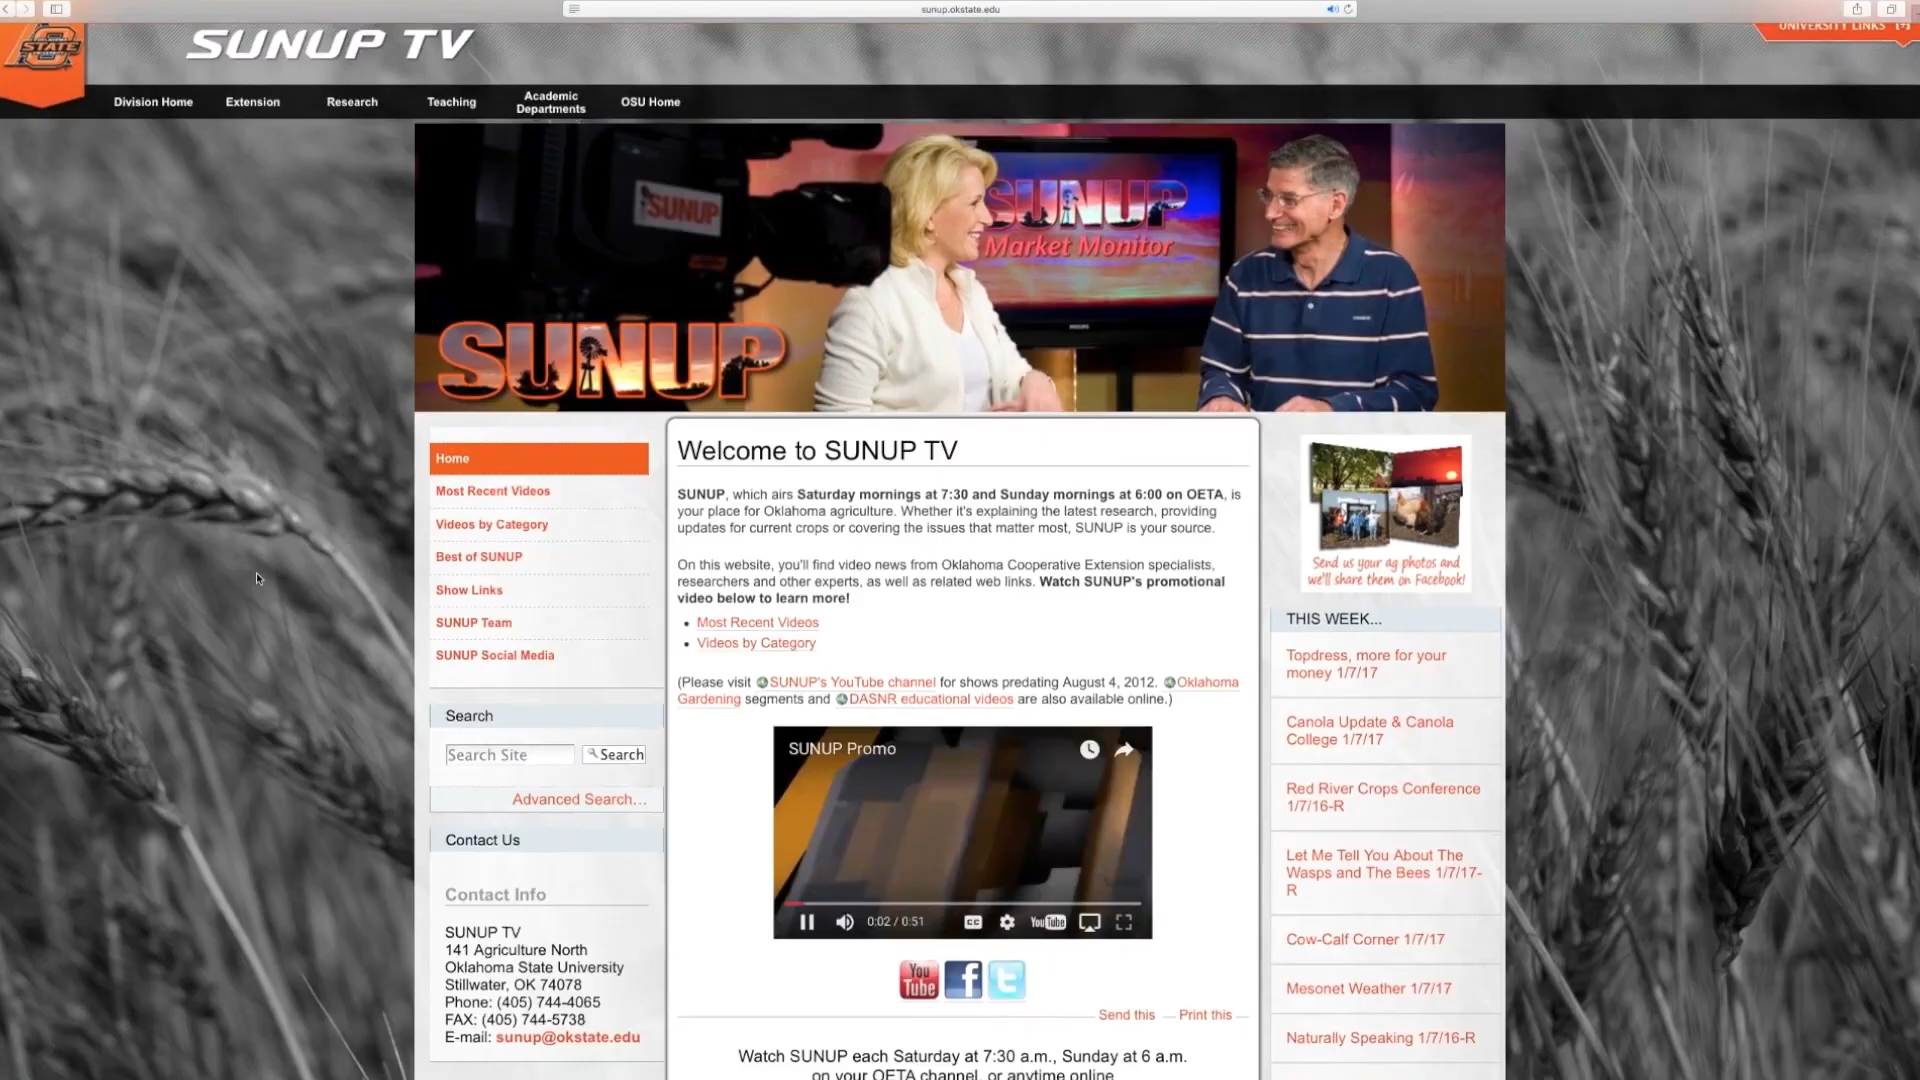 sunup.okstate.edu
STATE
SUNUP TV
UNIVERSITY LINKS [+]
Division Home
Extension
Research
Teaching
Academic
Departments
OSU Home
SUNUP
SUNUP
Market Monitor
PHILIPS
SUNUP
Home
Most Recent Videos
Videos by Category
Best of SUNUP
Show Links
SUNUP Team
SUNUP Social Media
Search
Search Site
Search
Advanced Search...
Contact Us
Contact Info
SUNUP TV
141 Agriculture North
Oklahoma State University
Stillwater, OK 74078
Phone: (405) 744-4065
FAX: (405) 744-5738
E-mail: sunup@okstate.edu
Welcome to SUNUP TV
SUNUP, which airs Saturday mornings at 7:30 and Sunday mornings at 6:00 on OETA, is
your place for Oklahoma agriculture. Whether it's explaining the latest research, providing
updates for current crops or covering the issues that matter most, SUNUP is your source.
On this website, you'll find video news from Oklahoma Cooperative Extension specialists,
researchers and other experts, as well as related web links. Watch SUNUP's promotional
video below to learn more!
• Most Recent Videos
• Videos by Category
(Please visit SUNUP's YouTube channel for shows predating August 4, 2012. Oklahoma
Gardening segments and DASNR educational videos are also available online.)
SUNUP Promo
0:02 / 0:51
CC
YouTube
You
Tube
f
t
Send this
Print this
Watch SUNUP each Saturday at 7:30 a.m., Sunday at 6 a.m.
on your OETA channel, or anytime online
Send us your ag photos and
we'll share them on Facebook!
THIS WEEK...
Topdress, more for your
money 1/7/17
Canola Update & Canola
College 1/7/17
Red River Crops Conference
1/7/16-R
Let Me Tell You About The
Wasps and The Bees 1/7/17-
R
Cow-Calf Corner 1/7/17
Mesonet Weather 1/7/17
Naturally Speaking 1/7/16-R